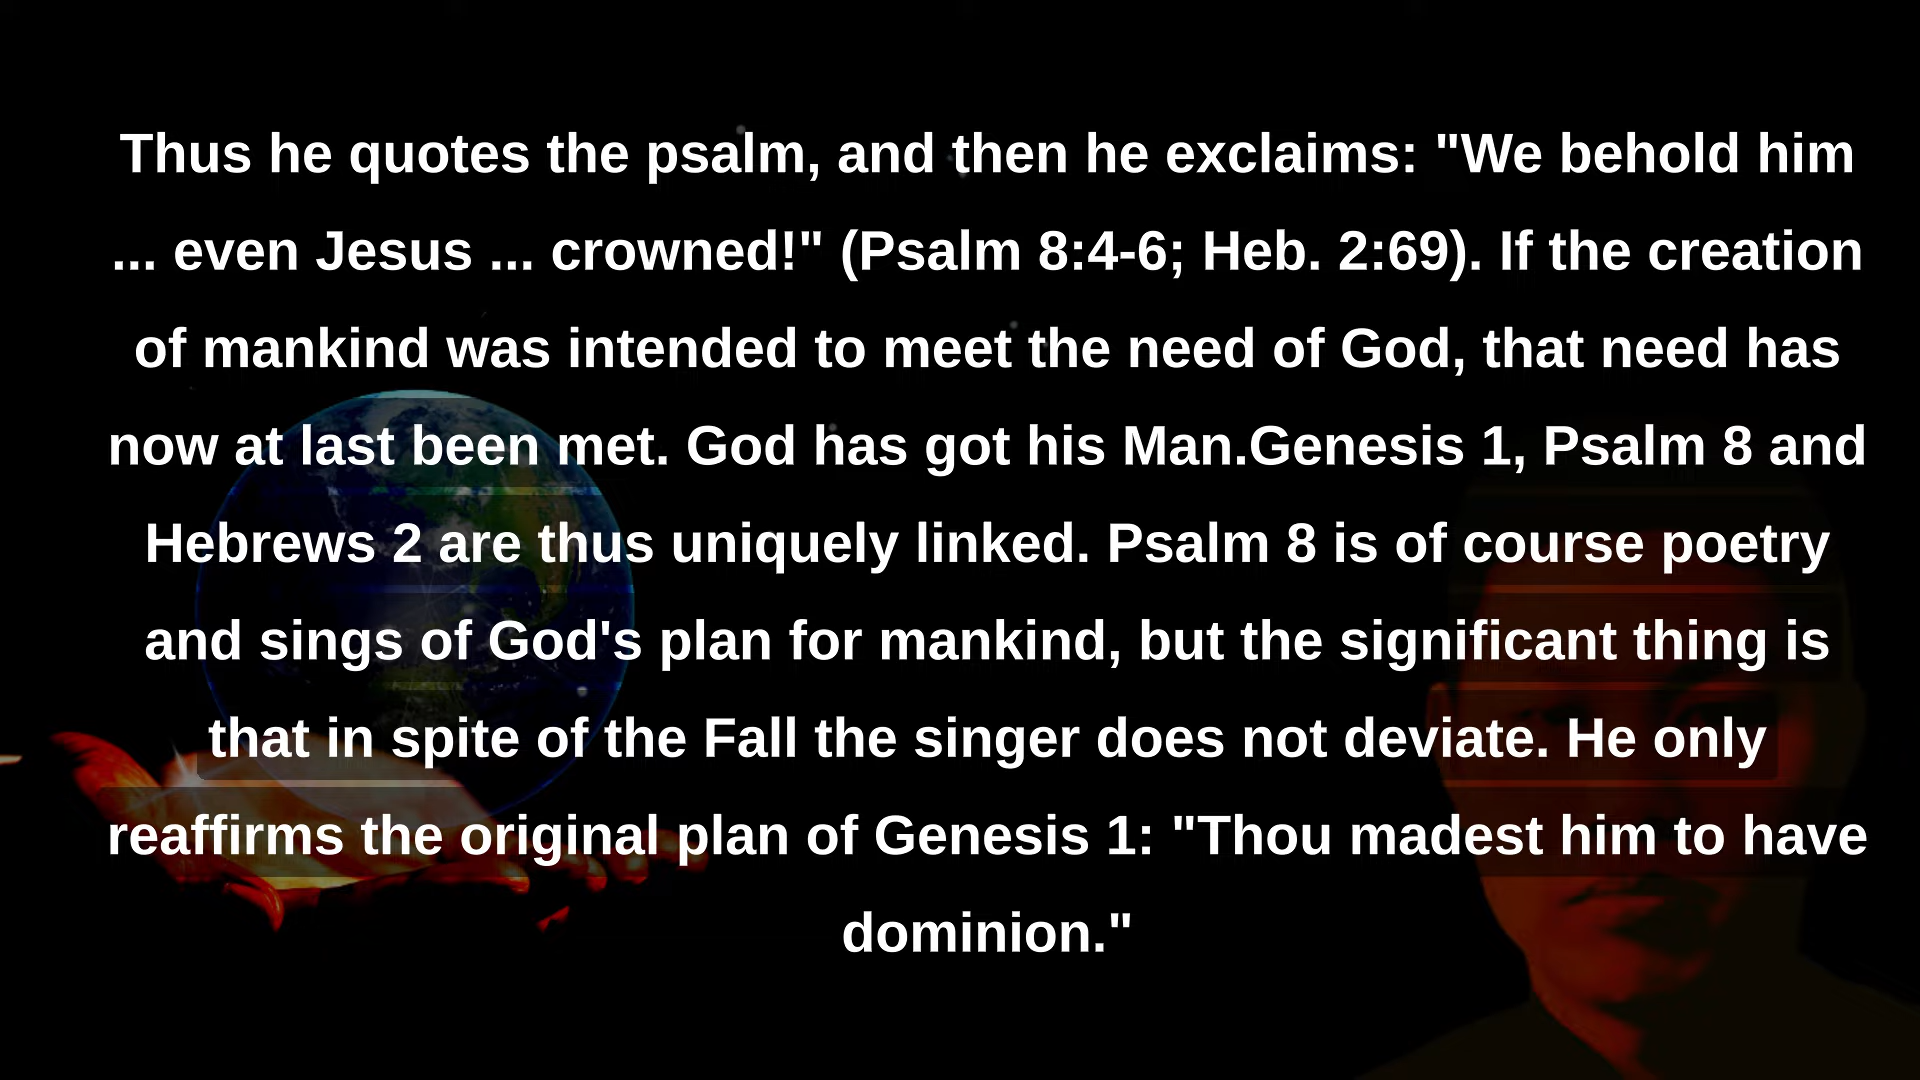 Thus he quotes the psalm, and then he exclaims: "We behold him
... even Jesus ... crowned!" (Psalm 8:4-6; Heb. 2:69). If the creation
of mankind was intended to meet the need of God, that need has
now at last been met. God has got his Man.Genesis 1, Psalm 8 and
Hebrews 2 are thus uniquely linked. Psalm 8 is of course poetry
and sings of God's plan for mankind, but the significant thing is
that in spite of the Fall the singer does not deviate. He only
reaffirms the original plan of Genesis 1: "Thou madest him to have
dominion."